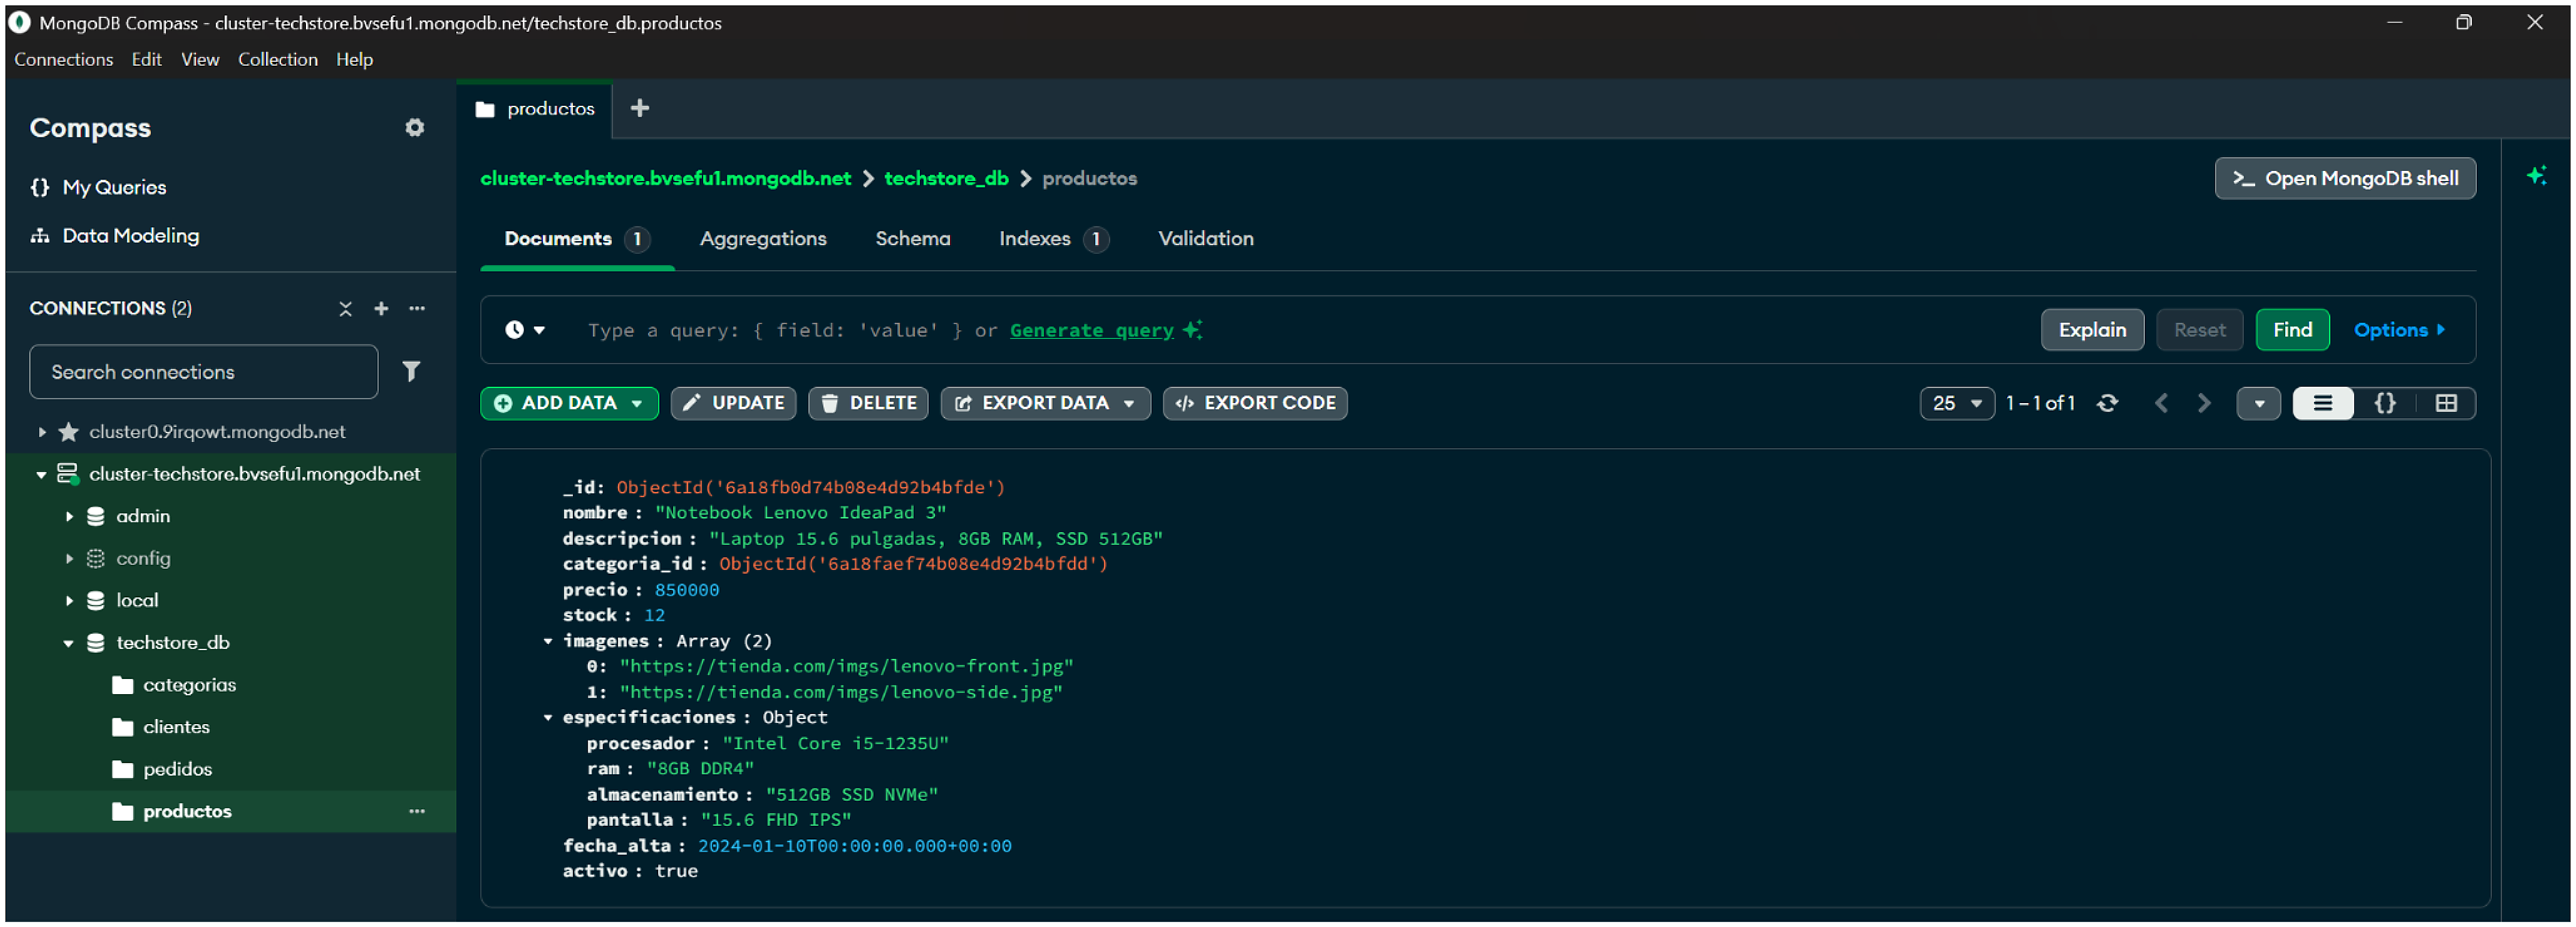 MongoDB Compass - cluster-techstore.bvsefu1.mongodb.net/techstore_db.productos
Connections Edit View Collection Help
Compass
{} My Queries
Data Modeling
CONNECTIONS (2)
Search connections
cluster0.9irqowt.mongodb.net
cluster-techstore.bvsefu1.mongodb.net
admin
config
local
techstore_db
categorias
clientes
pedidos
productos
productos
cluster-techstore.bvsefu1.mongodb.net > techstore_db > productos
>_ Open MongoDB shell
Documents 1 Aggregations Schema Indexes 1 Validation
Type a query: { field: 'value' } or Generate query
Explain Reset Find Options
ADD DATA UPDATE DELETE EXPORT DATA </> EXPORT CODE
25 1 – 1 of 1 {}
_id: ObjectId('6a18fb0d74b08e4d92b4bfde')
nombre : "Notebook Lenovo IdeaPad 3"
descripcion : "Laptop 15.6 pulgadas, 8GB RAM, SSD 512GB"
categoria_id : ObjectId('6a18faef74b08e4d92b4bfdd')
precio : 850000
stock : 12
imagenes : Array (2)
0: "https://tienda.com/imgs/lenovo-front.jpg"
1: "https://tienda.com/imgs/lenovo-side.jpg"
especificaciones : Object
procesador : "Intel Core i5-1235U"
ram : "8GB DDR4"
almacenamiento : "512GB SSD NVMe"
pantalla : "15.6 FHD IPS"
fecha_alta : 2024-01-10T00:00:00.000+00:00
activo : true